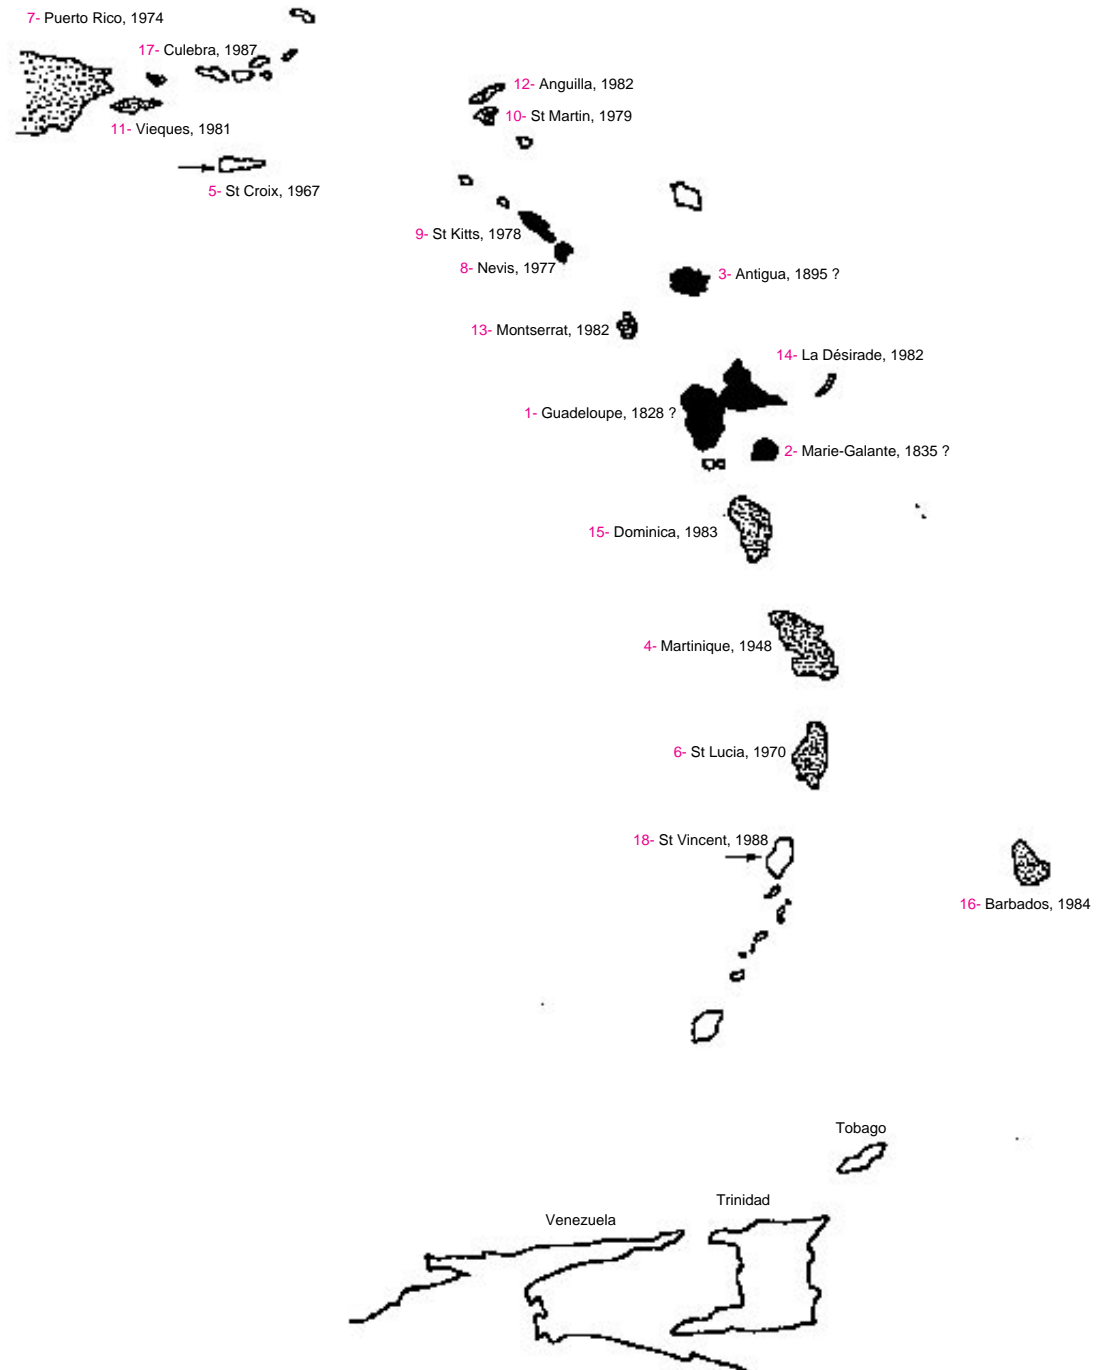 7- Puerto Rico, 1974
17- Culebra, 1987
12- Anguilla, 1982
10- St Martin, 1979
11- Vieques, 1981
5- St Croix, 1967
9- St Kitts, 1978
8- Nevis, 1977
3- Antigua, 1895 ?
13- Montserrat, 1982
14- La Désirade, 1982
1- Guadeloupe, 1828 ?
2- Marie-Galante, 1835 ?
15- Dominica, 1983
4- Martinique, 1948
6- St Lucia, 1970
18- St Vincent, 1988
16- Barbados, 1984
Tobago
Trinidad
Venezuela